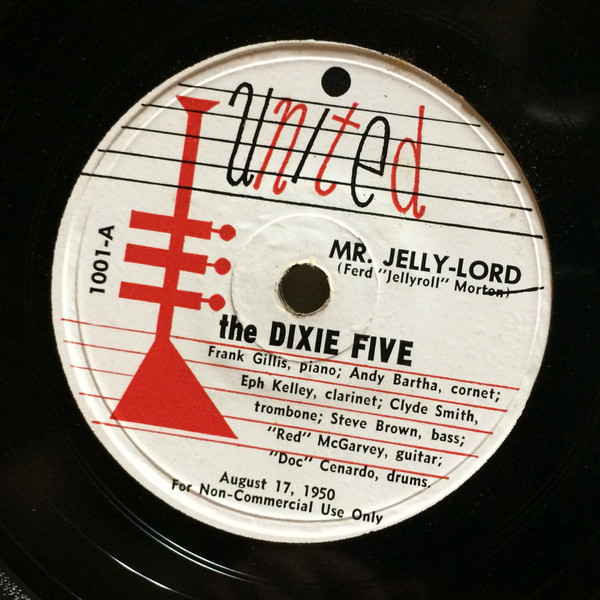 united
1001-A
MR. JELLY-LORD
(Ferd "Jellyroll" Morton)
the DIXIE FIVE
Frank Gillis, piano; Andy Bartha, cornet;
Eph Kelley, clarinet; Clyde Smith,
trombone; Steve Brown, bass;
"Red" McGarvey, guitar;
"Doc" Cenardo, drums.
August 17, 1950
For Non-Commercial Use Only